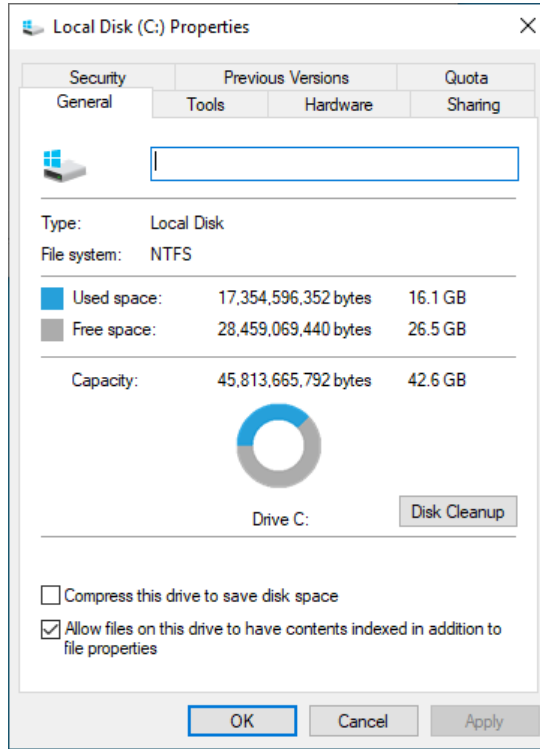 Local Disk (C:) Properties
Security Previous Versions Quota
General Tools Hardware Sharing
Type: Local Disk
File system: NTFS
Used space: 17,354,596,352 bytes 16.1 GB
Free space: 28,459,069,440 bytes 26.5 GB
Capacity: 45,813,665,792 bytes 42.6 GB
Drive C: Disk Cleanup
Compress this drive to save disk space
Allow files on this drive to have contents indexed in addition to
file properties
OK Cancel Apply